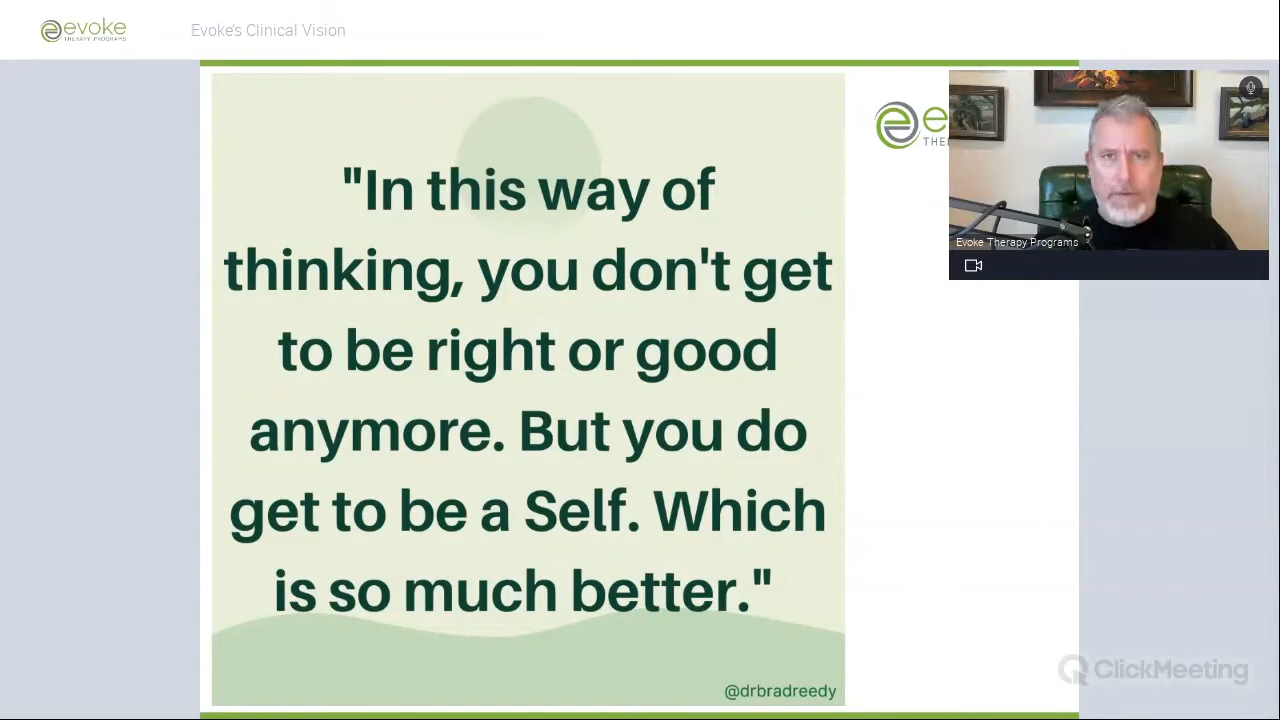 evoke
THERAPY PROGRAMS
Evoke's Clinical Vision
"In this way of
thinking, you don't get
to be right or good
anymore. But you do
get to be a Self. Which
is so much better."
@drbradreedy
Evoke Therapy Programs
ClickMeeting